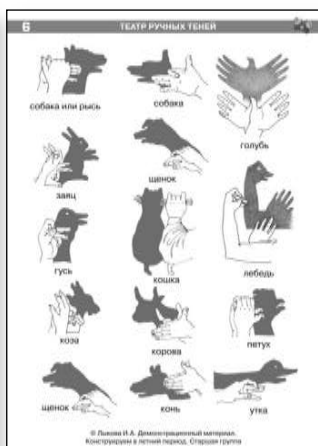 6
ТЕАТР РУЧНЫХ ТЕНЕЙ
собака или рысь
собака
голубь
заяц
щенок
гусь
кошка
лебедь
коза
корова
петух
щенок
конь
утка
© Лыкова И.А. Демонстрационный материал.
Конструируем в летний период. Старшая группа